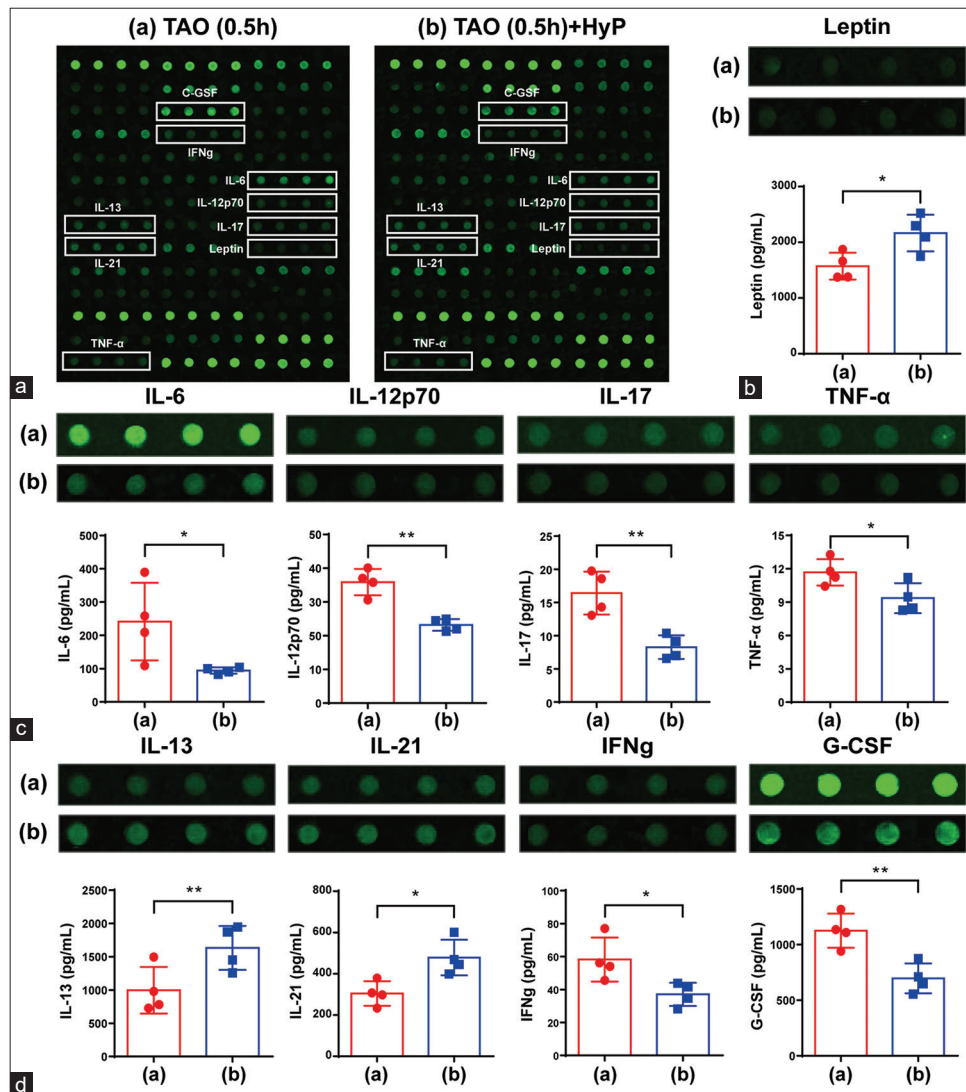 (a) TAO (0.5h)
(b) TAO (0.5h)+HyP
Leptin
C-GSF
IFNg
IL-6
IL-12p70
IL-13
IL-17
Leptin
IL-21
TNF-α
C-GSF
IFNg
IL-6
IL-12p70
IL-13
IL-17
Leptin
IL-21
TNF-α
a
(a)
(b)
*
Leptin (pg/mL)
3000
2000
1000
0
(a) (b)
b
IL-6
IL-12p70
IL-17
TNF-α
(a)
(b)
*
IL-6 (pg/mL)
500
400
300
200
100
0
(a) (b)
**
IL-12p70 (pg/mL)
50
40
30
50
10
0
(a) (b)
**
IL-17 (pg/mL)
25
20
15
10
5
0
(a) (b)
*
TNF-α (pg/mL)
15
12
9
6
3
0
(a) (b)
c
IL-13
IL-21
IFNg
G-CSF
(a)
(b)
**
IL-13 (pg/mL)
2500
2000
1500
1000
500
0
(a) (b)
*
IL-21 (pg/mL)
800
600
400
200
0
(a) (b)
*
IFNg (pg/mL)
100
80
60
40
20
0
(a) (b)
**
G-CSF (pg/mL)
1500
1000
500
0
(a) (b)
d